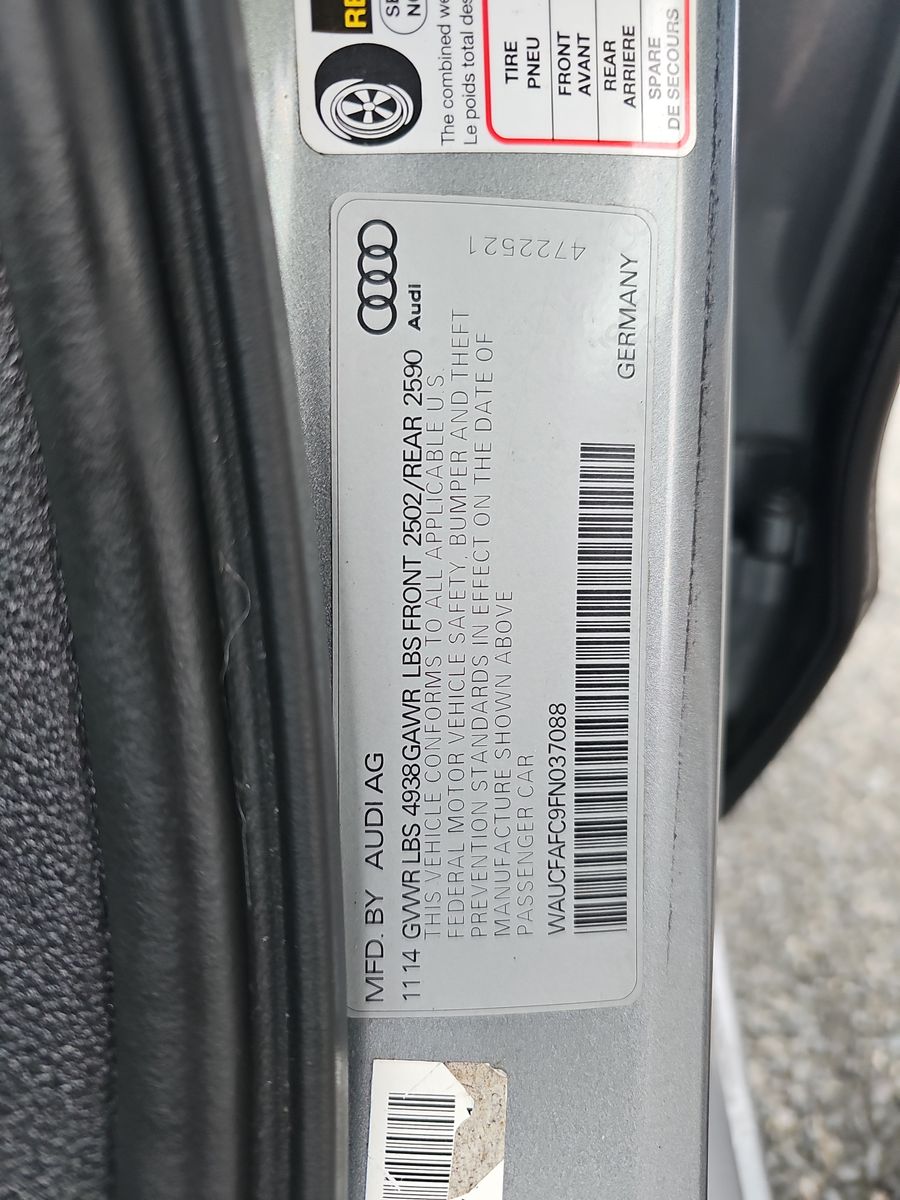 MFD. BY AUDI AG
11 14 GVWR LBS 4938 GAWR LBS FRONT 2502/REAR 2590
Audi
THIS VEHICLE CONFORMS TO ALL APPLICABLE U.S.
FEDERAL MOTOR VEHICLE SAFETY, BUMPER AND THEFT
PREVENTION STANDARDS IN EFFECT ON THE DATE OF
MANUFACTURE SHOWN ABOVE
PASSENGER CAR
4722521
WAUCFAFC9FN037088
GERMANY
The combined
Le poids total
TIRE
PNEU
FRONT
AVANT
REAR
ARRIERE
SPARE
DE SECOURS